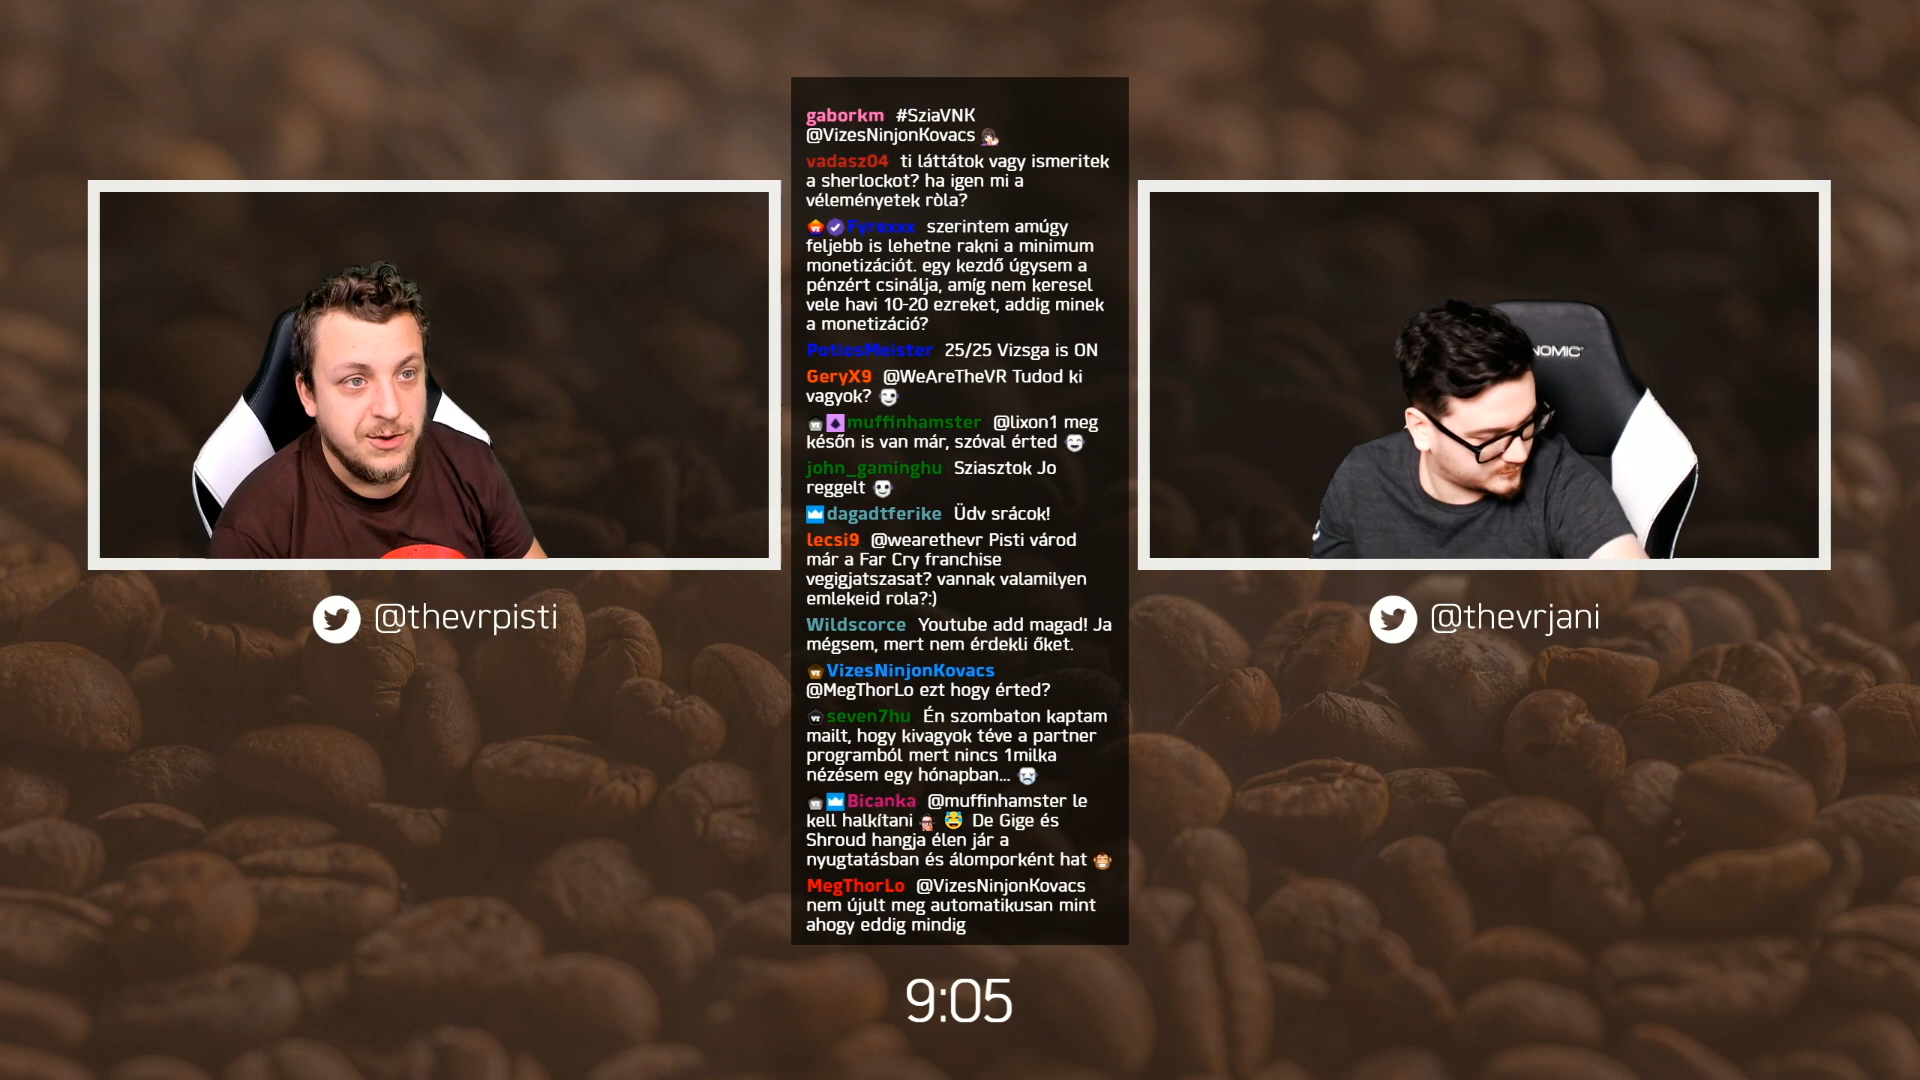 gaborkm #SziaVNK
@VizesNinjonKovacs
vadasz04 ti láttátok vagy ismeritek
a sherlockot? ha igen mi a
véleményetek ròla?
Fyrexxx szerintem amúgy
feljebb is lehetne rakni a minimum
monetizációt. egy kezdő úgysem a
pénzért csinálja, amíg nem keresel
vele havi 10-20 ezreket, addig minek
a monetizáció?
PotiosMeister 25/25 Vizsga is ON
GeryX9 @WeAreTheVR Tudod ki
vagyok?
muffinhamster @lixon1 meg
későn is van már, szóval érted
john_gaminghu Sziasztok Jo
reggelt
dagadtferike Üdv srácok!
lecsi9 @wearethevr Pisti várod
már a Far Cry franchise
vegigjatszasat? vannak valamilyen
emlekeid rola?:)
Wildscorce Youtube add magad! Ja
mégsem, mert nem érdekli őket.
VizesNinjonKovacs
@MegThorLo ezt hogy érted?
seven7hu Én szombaton kaptam
mailt, hogy kivagyok téve a partner
programból mert nincs 1milka
nézésem egy hónapban...
Bicanka @muffinhamster le
kell halkítani De Gige és
Shroud hangja élen jár a
nyugtatásban és álomporként hat
MegThorLo @VizesNinjonKovacs
nem újult meg automatikusan mint
ahogy eddig mindig
NOMIC
@thevrpisti
@thevrjani
9:05